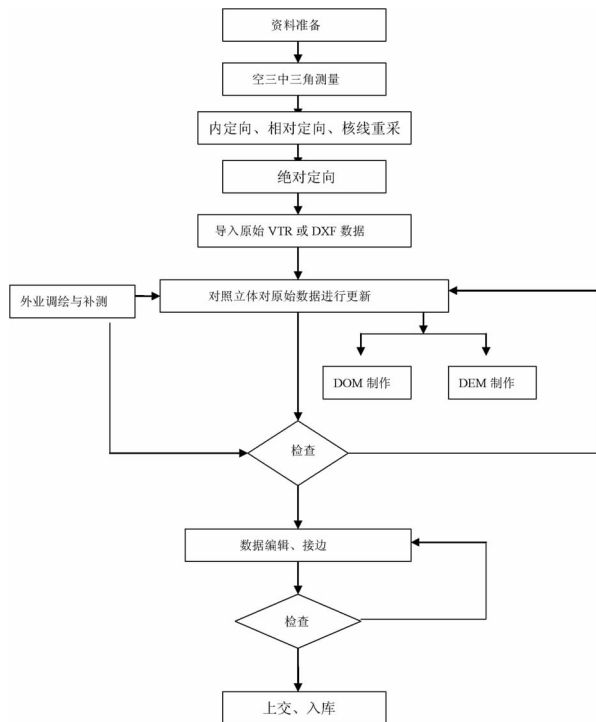 资料准备
空三中三角测量
内定向、相对定向、核线重采
绝对定向
导入原始 VTR 或 DXF 数据
外业调绘与补测
对照立体对原始数据进行更新
DOM 制作
DEM 制作
检查
数据编辑、接边
检查
上交、入库